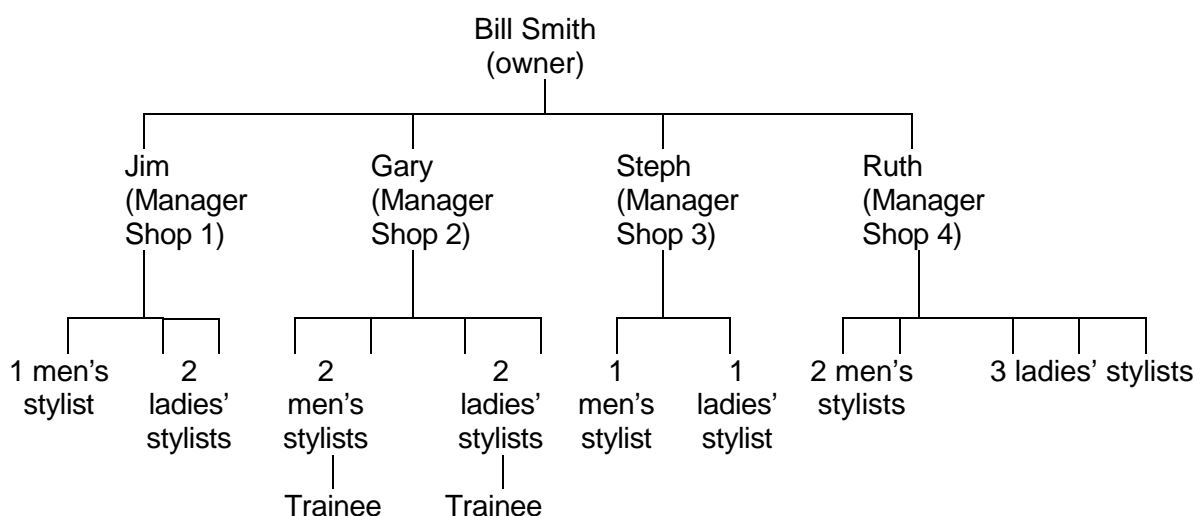 Bill Smith
(owner)
Jim
(Manager
Shop 1)
Gary
(Manager
Shop 2)
Steph
(Manager
Shop 3)
Ruth
(Manager
Shop 4)
1 men’s
stylist
2
ladies’
stylists
2
men’s
stylists
2
ladies’
stylists
1
men’s
stylist
1
ladies’
stylist
2 men’s
stylists
3 ladies’ stylists
Trainee
Trainee